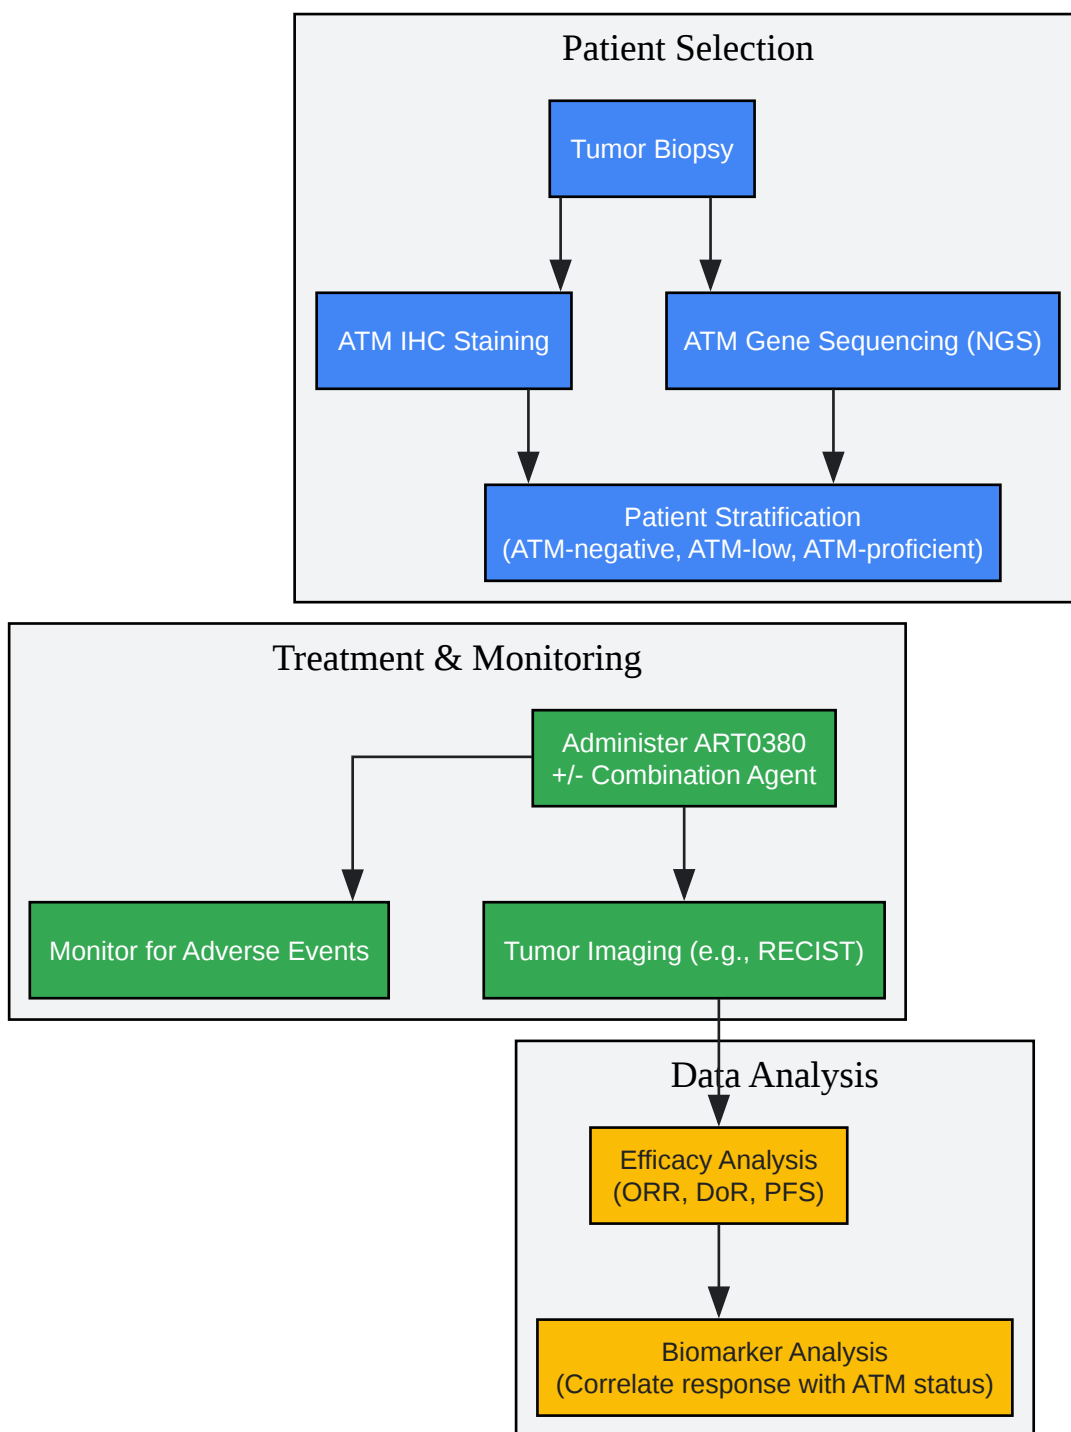 Patient Selection
Tumor Biopsy
ATM IHC Staining
ATM Gene Sequencing (NGS)
Patient Stratification
(ATM-negative, ATM-low, ATM-proficient)
Treatment & Monitoring
Administer ART0380
+/- Combination Agent
Monitor for Adverse Events
Tumor Imaging (e.g., RECIST)
Data Analysis
Efficacy Analysis
(ORR, DoR, PFS)
Biomarker Analysis
(Correlate response with ATM status)